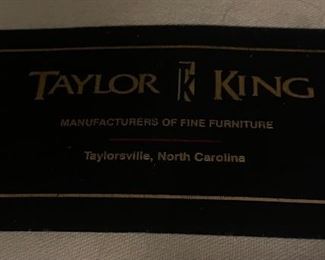 TAYLOR KING
MANUFACTURERS OF FINE FURNITURE
Taylorsville, North Carolina